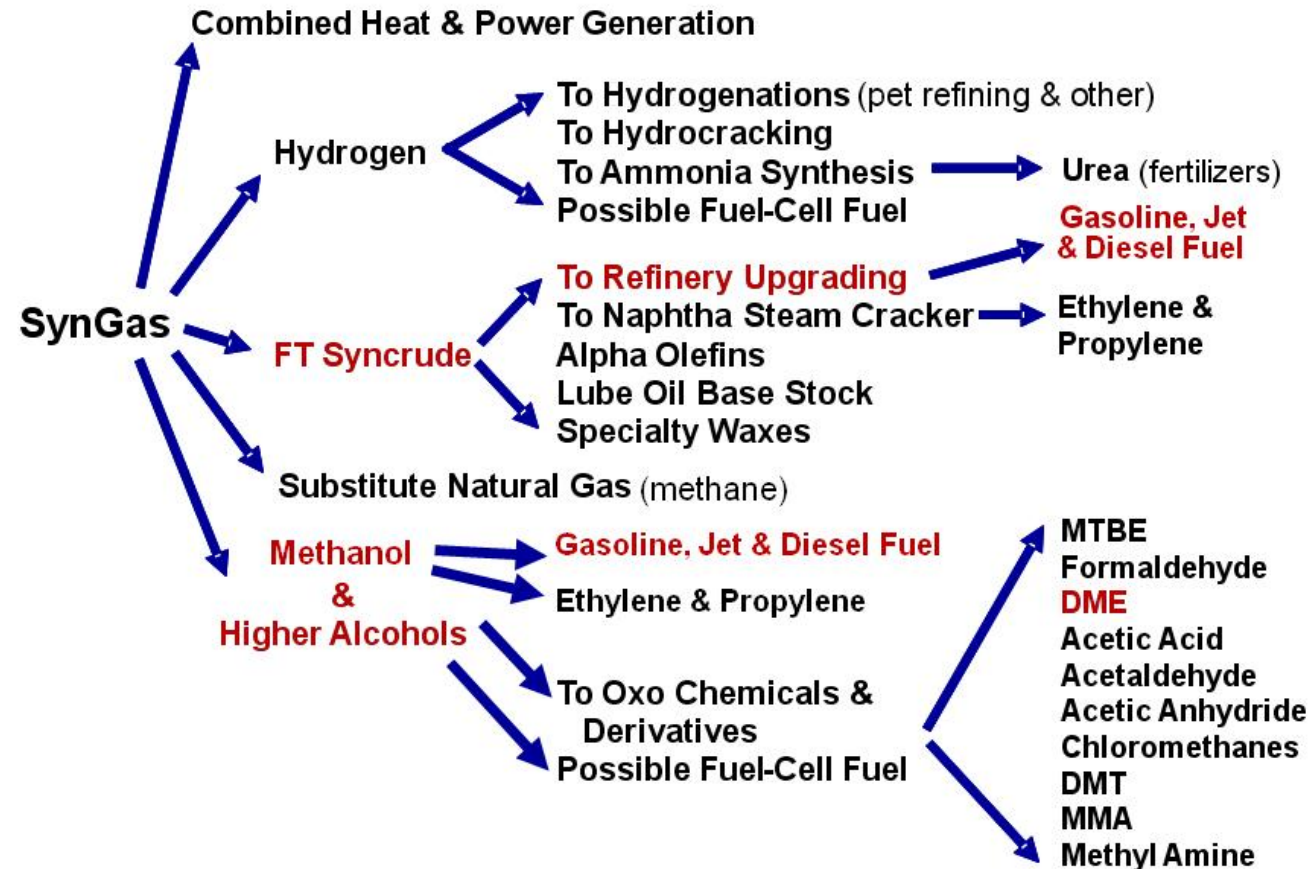 Combined Heat & Power Generation
To Hydrogenations (pet refining & other)
To Hydrocracking
Hydrogen
To Ammonia Synthesis
Urea (fertilizers)
Possible Fuel-Cell Fuel
Gasoline, Jet
& Diesel Fuel
To Refinery Upgrading
SynGas
To Naphtha Steam Cracker
Ethylene &
Propylene
FT Syncrude
Alpha Olefins
Lube Oil Base Stock
Specialty Waxes
Substitute Natural Gas (methane)
Methanol
&
Higher Alcohols
Gasoline, Jet & Diesel Fuel
Ethylene & Propylene
To Oxo Chemicals &
Derivatives
Possible Fuel-Cell Fuel
MTBE
Formaldehyde
DME
Acetic Acid
Acetaldehyde
Acetic Anhydride
Chloromethanes
DMT
MMA
Methyl Amine